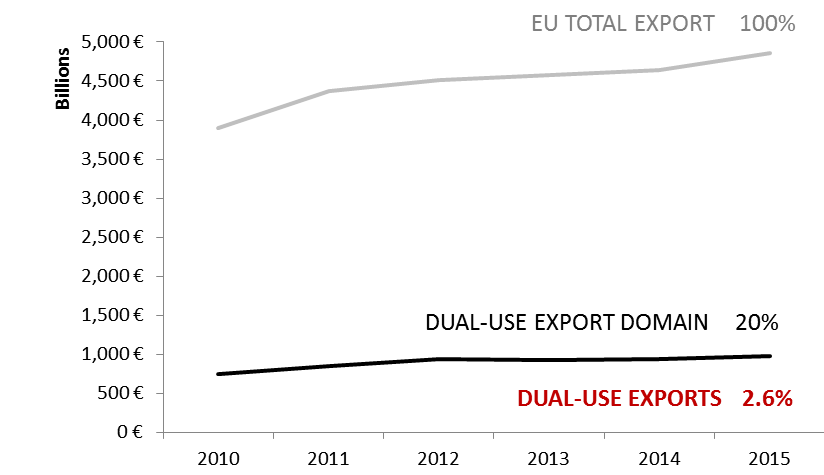 EU TOTAL EXPORT 100%
Billions
5,000 €
4,500 €
4,000 €
3,500 €
3,000 €
2,500 €
2,000 €
1,500 €
1,000 €
500 €
0 €
DUAL-USE EXPORT DOMAIN 20%
DUAL-USE EXPORTS 2.6%
2010 2011 2012 2013 2014 2015